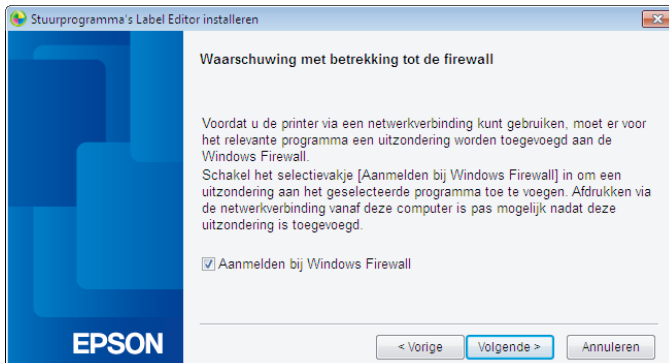 Stuurprogramma's Label Editor installeren
Waarschuwing met betrekking tot de firewall
Voordat u de printer via een netwerkverbinding kunt gebruiken, moet er voor
het relevante programma een uitzondering worden toegevoegd aan de
Windows Firewall.
Schakel het selectievakje [Aanmelden bij Windows Firewall] in om een
uitzondering aan het geselecteerde programma toe te voegen. Afdrukken via
de netwerkverbinding vanaf deze computer is pas mogelijk nadat deze
uitzondering is toegevoegd.
Aanmelden bij Windows Firewall
EPSON
< Vorige
Volgende >
Annuleren